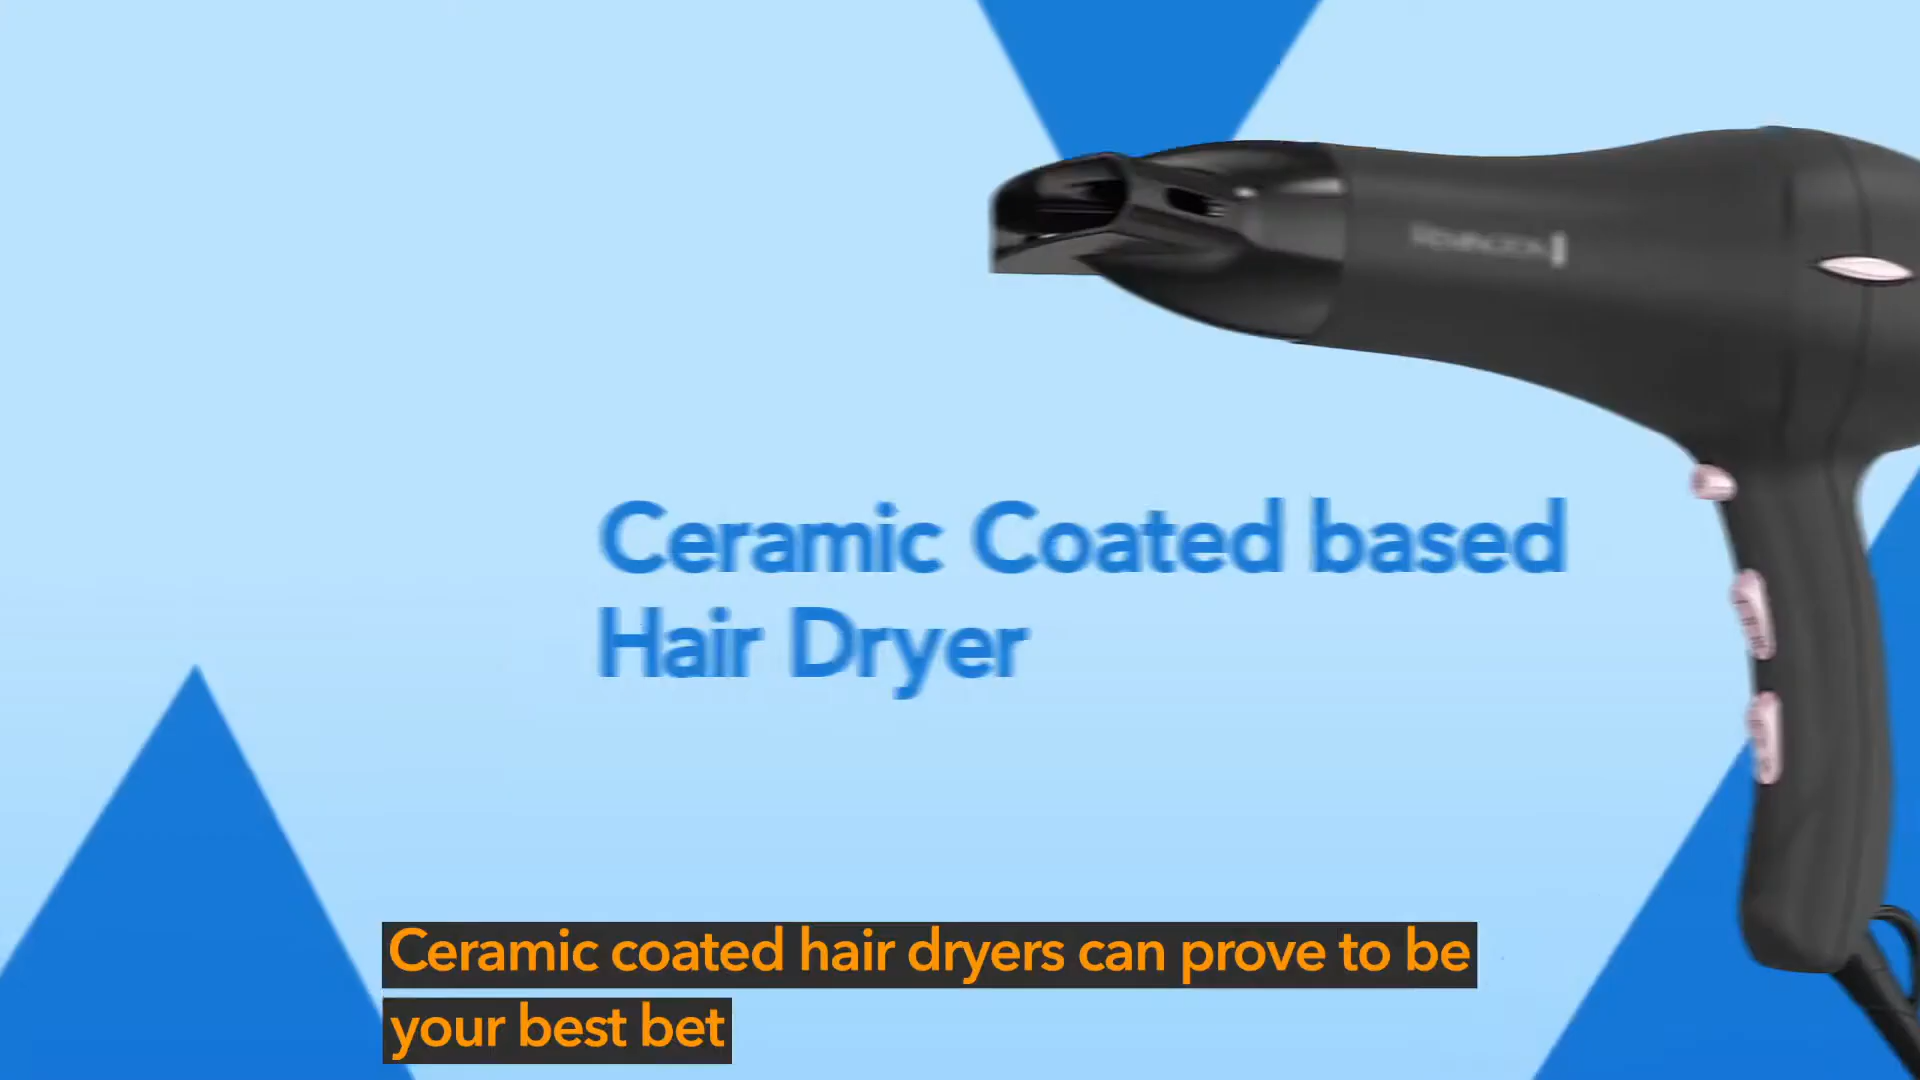 Ceramic Coated based
Hair Dryer
Ceramic coated hair dryers can prove to be
your best bet